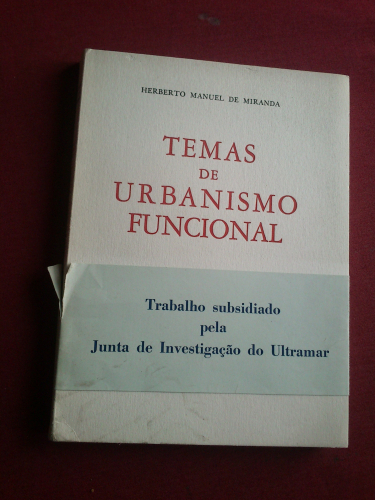 HERBERTO MANUEL DE MIRANDA
TEMAS
DE
URBANISMO
FUNCIONAL
Trabalho subsidiado
pela
Junta de Investigação do Ultramar